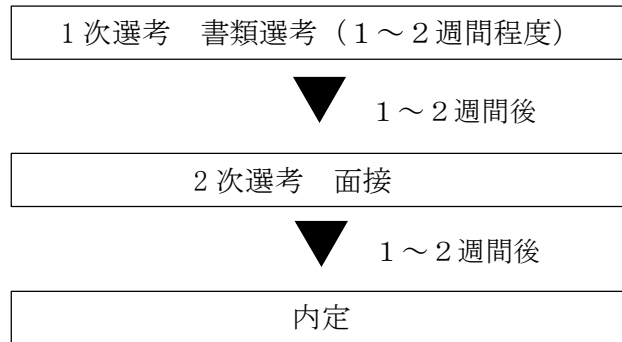 １次選考　書類選考（１～２週間程度）
１～２週間後
２次選考　面接
１～２週間後
内定